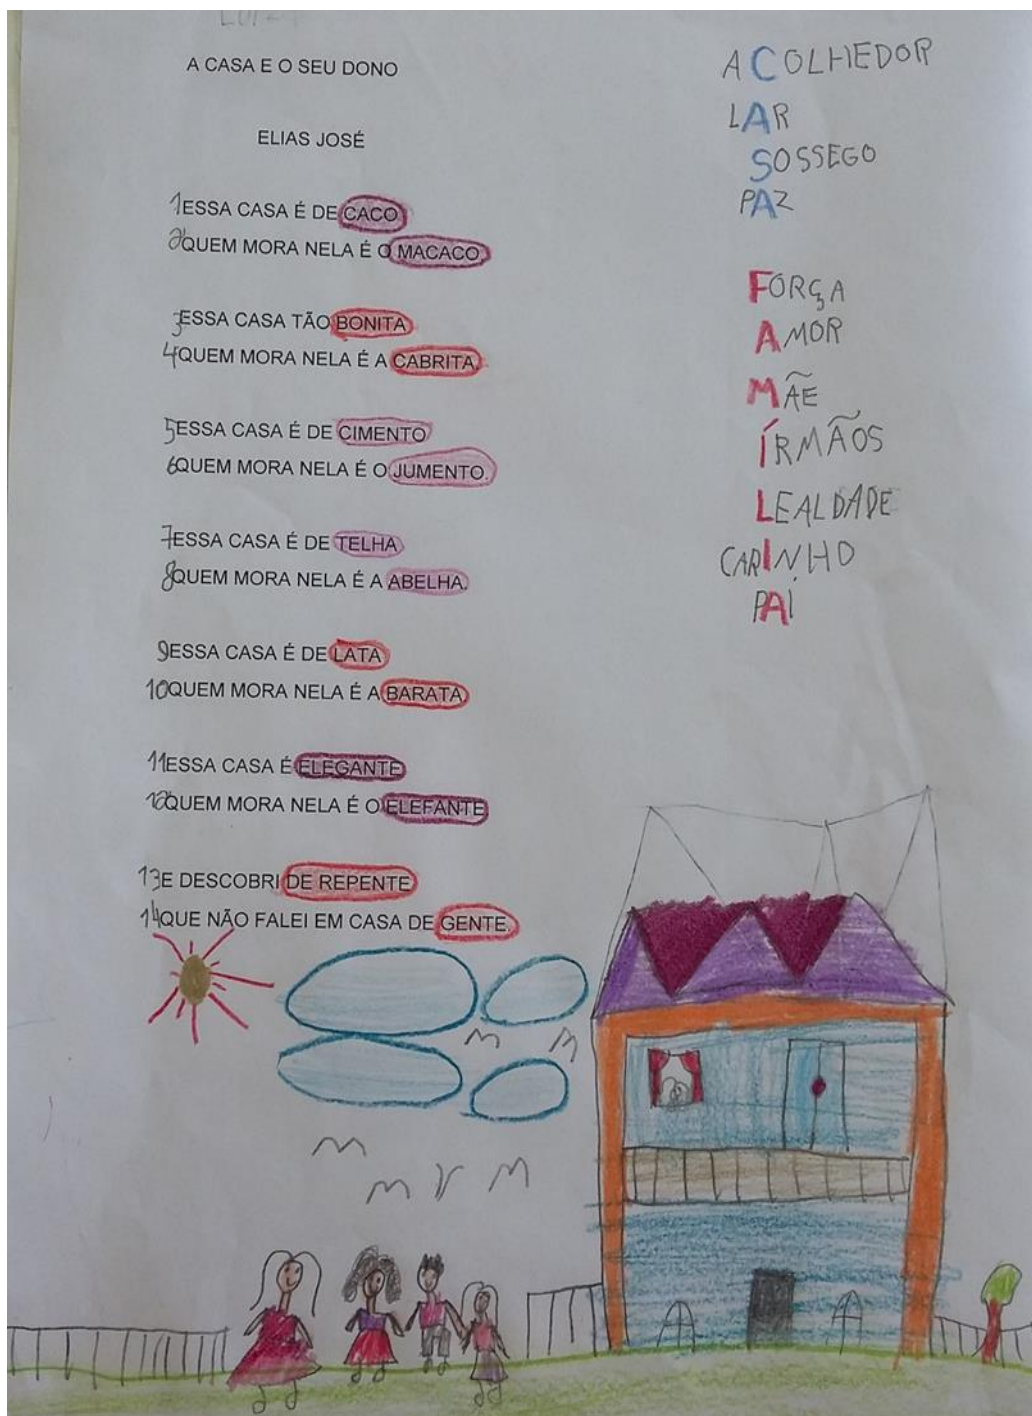 A CASA E O SEU DONO
ELIAS JOSÉ
1ESSA CASA É DE CACO
2QUEM MORA NELA É O MACACO.
3ESSA CASA TÃO BONITA
4QUEM MORA NELA É A CABRITA.
5ESSA CASA É DE CIMENTO
6QUEM MORA NELA É O JUMENTO.
7ESSA CASA É DE TELHA
8QUEM MORA NELA É A ABELHA.
9ESSA CASA É DE LATA
10QUEM MORA NELA É A BARATA.
11ESSA CASA É ELEGANTE
12QUEM MORA NELA É O ELEFANTE.
13E DESCOBRI DE REPENTE
14QUE NÃO FALEI EM CASA DE GENTE.
ACOLHEDOR
LAR
SOSSEGO
PAZ
FORÇA
AMOR
MÃE
ÍRMÃOS
LEALDADE
CARINHO
PAI